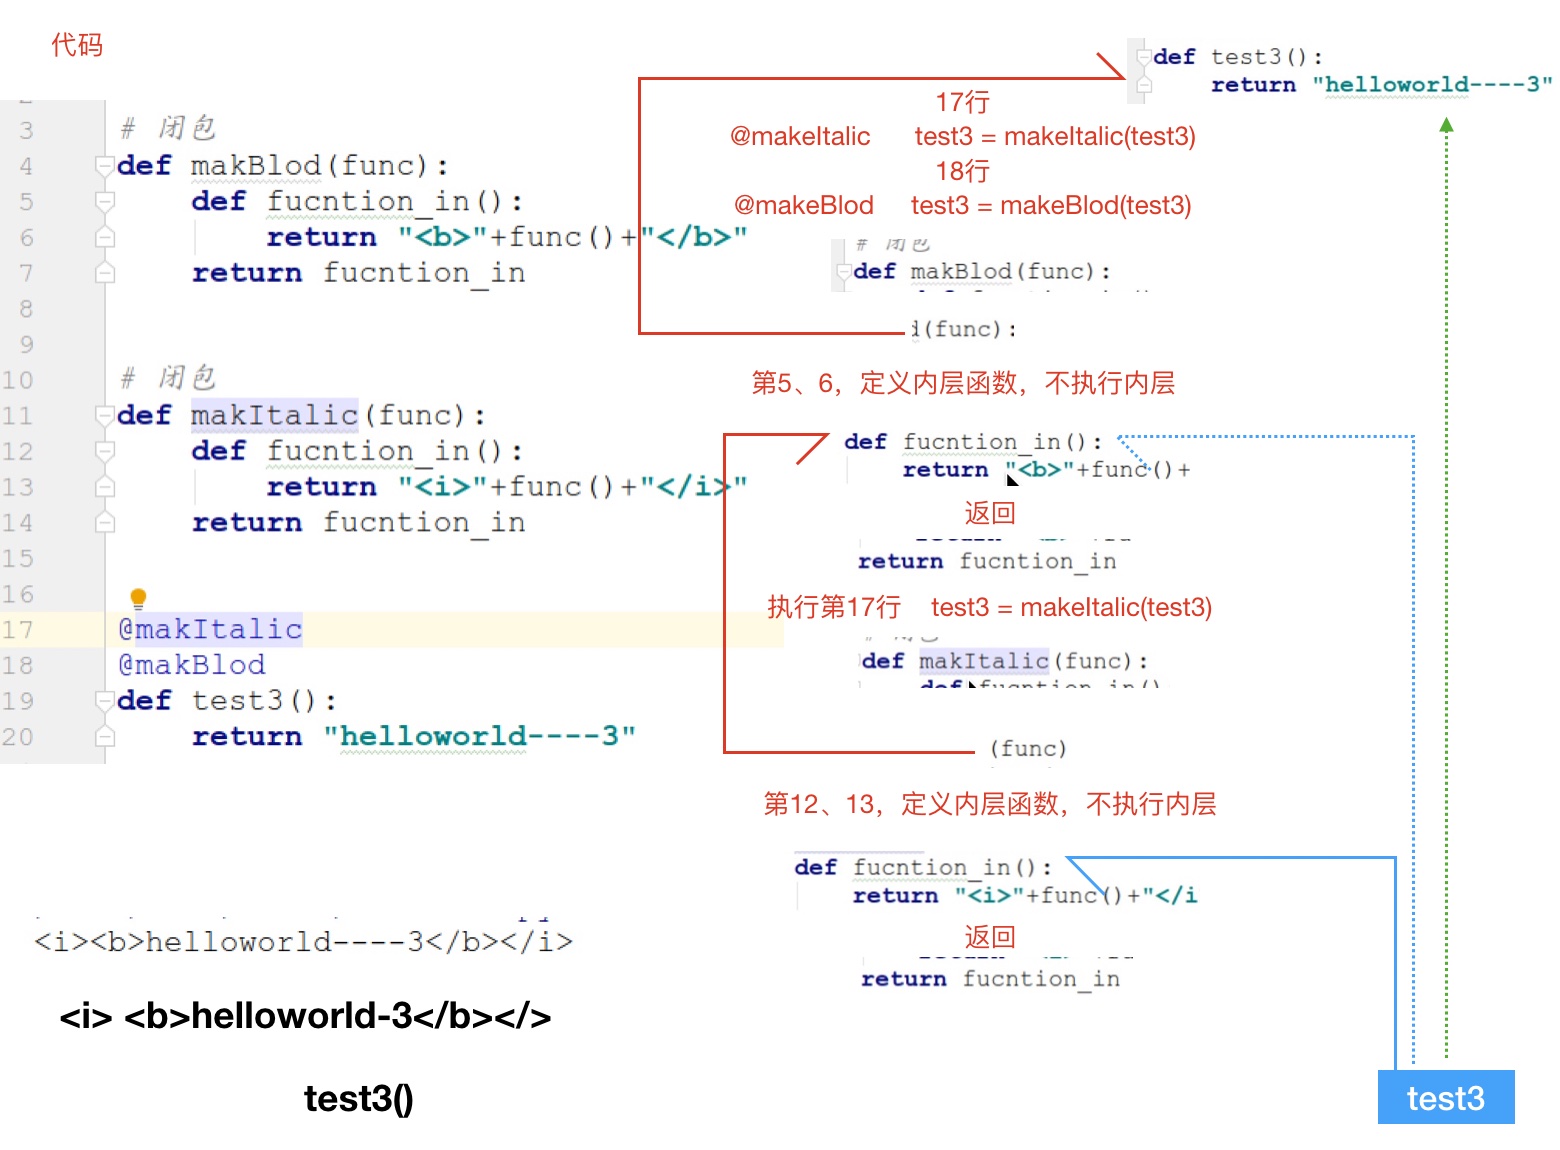 代码
3 # 闭包
4 def makBlod(func):
5 def fucntion_in():
6 return "<b>"+func()+"</b>"
7 return fucntion_in
8
9
10 # 闭包
11 def makItalic(func):
12 def fucntion_in():
13 return "<i>"+func()+"</i>"
14 return fucntion_in
15
16
17 @makItalic
18 @makBlod
19 def test3():
20 return "helloworld----3"
<i><b>helloworld----3</b></i>
<i> <b>helloworld-3</b></>
test3()
def test3():
return "helloworld----3"
17行
@makeItalic test3 = makeItalic(test3)
18行
@makeBlod test3 = makeBlod(test3)
# 闭包
def makBlod(func):
d(func):
第5、6，定义内层函数，不执行内层
def fucntion_in():
return "<b>"+func()+
返回
return fucntion_in
执行第17行 test3 = makeItalic(test3)
def makItalic(func):
def fucntion_in()
(func)
第12、13，定义内层函数，不执行内层
def fucntion_in():
return "<i>"+func()+"</i
返回
return fucntion_in
test3